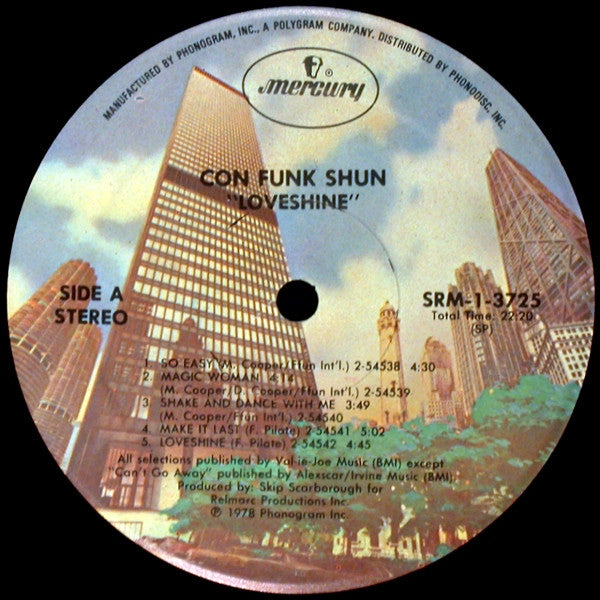 MANUFACTURED BY PHONOGRAM, INC., A POLYGRAM COMPANY. DISTRIBUTED BY PHONODISC, INC.
® mercury
CON FUNK SHUN
"LOVESHINE"
SIDE A
STEREO
SRM-1-3725
Total Time: 22:20
(SP)
1. SO EASY (M. Cooper/Ffun Int'l.) 2-54538 4:30
2. MAGIC WOMAN 4:14
(M. Cooper/D. Cooper/Ffun Int'l.) 2-54539
3 SHAKE AND DANCE WITH ME 3:49
(M. Cooper/Ffun Int'l.) 2-54540
4. MAKE IT LAST (F. Pilate) 2-54541 5:02
5. LOVESHINE (F. Pilate) 2-54542 4:45
All selections published by Val-ie-Joe Music (BMI) except
"Can't Go Away" published by Alexscar/Irvine Music (BMI).
Produced by: Skip Scarborough for
Relmarc Productions Inc.
℗ 1978 Phonogram Inc.